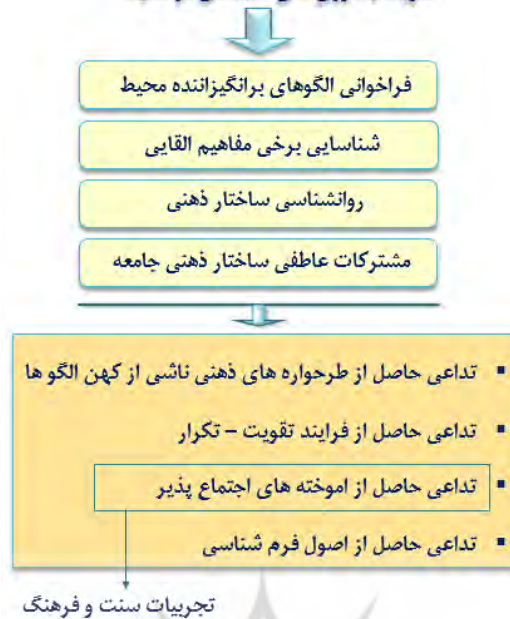 فراخوانی الگوهای برانگیزاننده محیط
شناسایی برخی مفاهیم القایی
روانشناسی ساختار ذهنی
مشترکات عاطفی ساختار ذهنی جامعه
▪ تداعی حاصل از طرحواره های ذهنی ناشی از کهن الگو ها
▪ تداعی حاصل از فرایند تقویت – تکرار
▪ تداعی حاصل از اموخته های اجتماع پذیر
▪ تداعی حاصل از اصول فرم شناسی
تجربیات سنت و فرهنگ